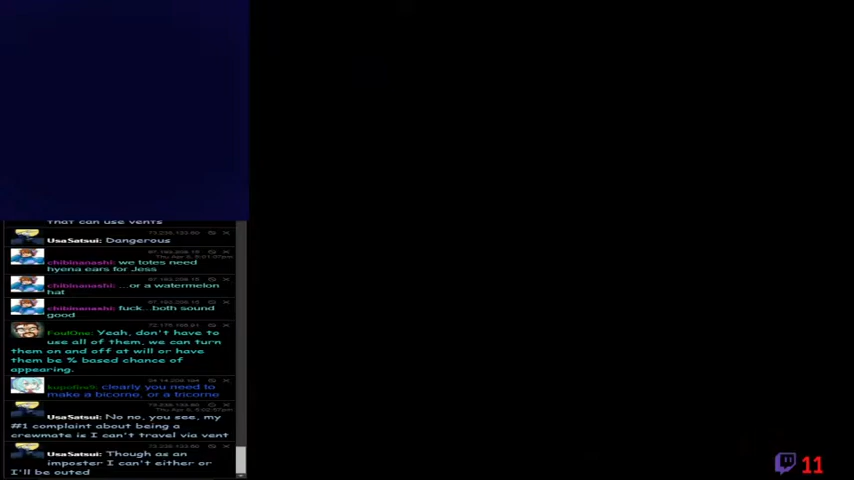 that can use vents
UsaSatsui: Dangerous
chibinanashi: we totes need
hyena ears for Jess
chibinanashi: ...or a watermelon
hat
chibinanashi: fuck...both sound
good
FoulOne: Yeah, don't have to
use all of them, we can turn
them on and off at will or have
them be % based chance of
appearing.
clearly you need to
make a bicorne, or a tricorne
UsaSatsui: No no, you see, my
#1 complaint about being a
crewmate is I can't travel via vent
UsaSatsui: Though as an
imposter I can't either or
I'll be outed
11